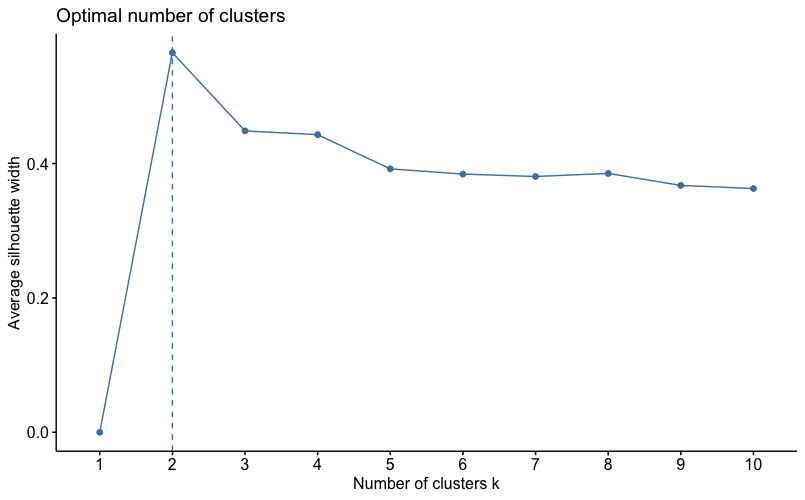 Optimal number of clusters
Average silhouette width
0.4
0.2
0.0
1 2 3 4 5 6 7 8 9 10
Number of clusters k